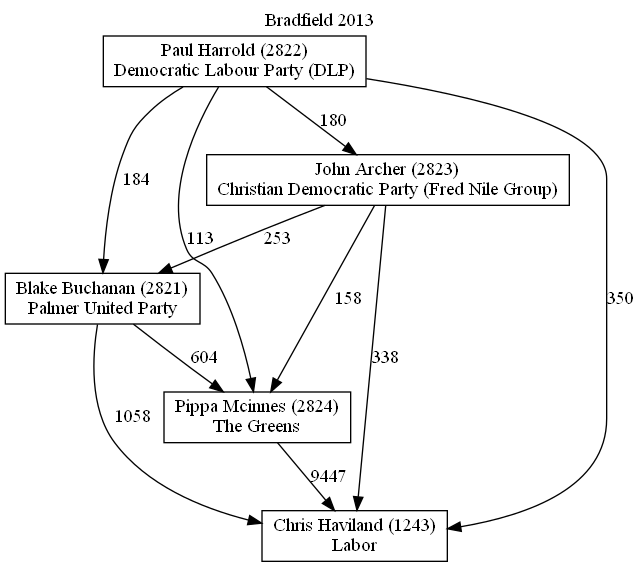 Bradfield 2013
Paul Harrold (2822)
Democratic Labour Party (DLP)
180
John Archer (2823)
Christian Democratic Party (Fred Nile Group)
184
113
253
350
Blake Buchanan (2821)
Palmer United Party
158
604
338
Pippa Mcinnes (2824)
The Greens
1058
9447
Chris Haviland (1243)
Labor